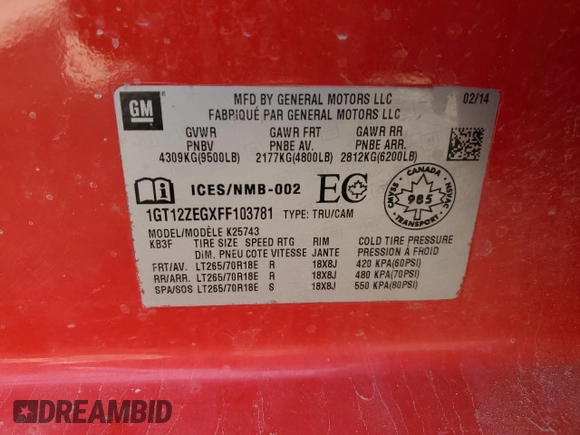 GM
MFD BY GENERAL MOTORS LLC 02/14
FABRIQUÉ PAR GENERAL MOTORS LLC
GVWR GAWR FRT GAWR RR
PNBV PNBE AV. PNBE ARR.
4309KG(9500LB) 2177KG(4800LB) 2812KG(6200LB)
ICES/NMB-002 EC CANADA CMVSS 985 NSVAC TRANSPORT
1GT12ZEGXFF103781 TYPE: TRU/CAM
MODEL/MODÈLE K25743
KB3F TIRE SIZE SPEED RTG RIM COLD TIRE PRESSURE
DIM. PNEU COTE VITESSE JANTE PRESSION À FROID
FRT/AV. LT265/70R18E R 18X8J 420 KPA(60PSI)
RR/ARR. LT265/70R18E R 18X8J 480 KPA(70PSI)
SPA/SOS LT265/70R18E S 18X8J 550 KPA(80PSI)
DREAMBID